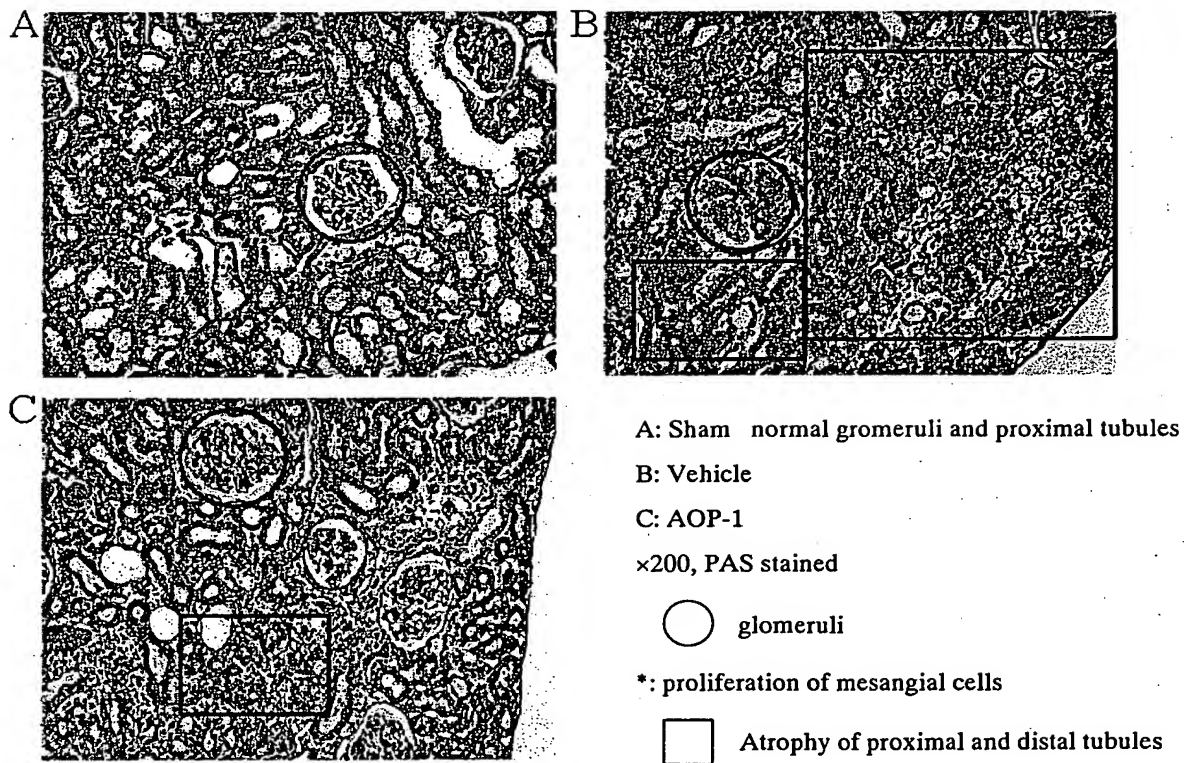 A
B
C
A: Sham normal gromeruli and proximal tubules
B: Vehicle
C: AOP-1
×200, PAS stained
glomeruli
*: proliferation of mesangial cells
Atrophy of proximal and distal tubules